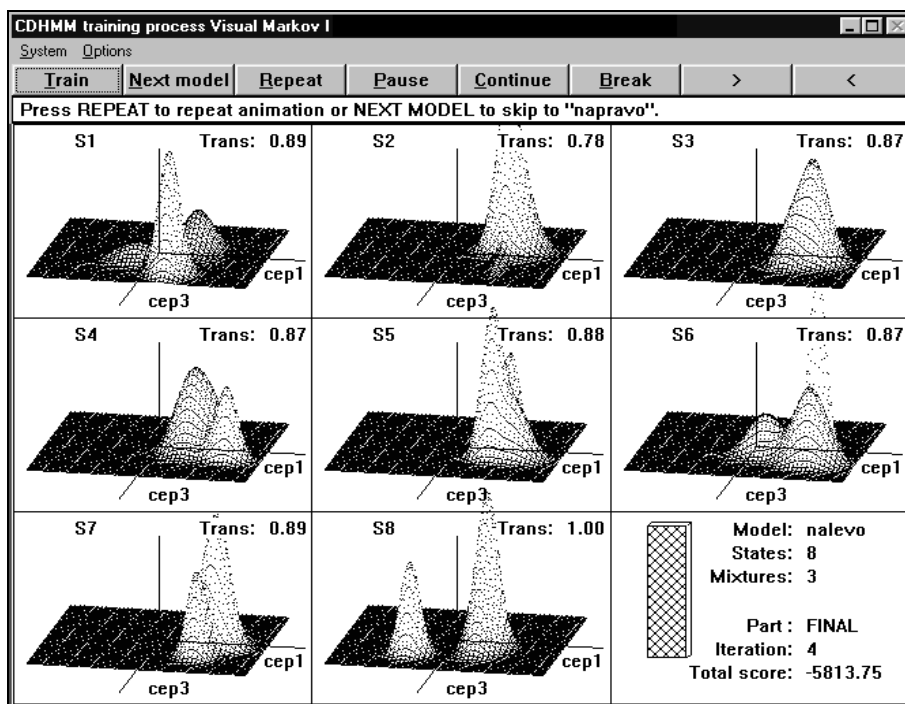 CDHMM training process Visual Markov I
System Options
Train Next model Repeat Pause Continue Break > <
Press REPEAT to repeat animation or NEXT MODEL to skip to "napravo".
S1 Trans: 0.89
cep1
cep3
S2 Trans: 0.78
cep1
cep3
S3 Trans: 0.87
cep1
cep3
S4 Trans: 0.87
cep1
cep3
S5 Trans: 0.88
cep1
cep3
S6 Trans: 0.87
cep1
cep3
S7 Trans: 0.89
cep1
cep3
S8 Trans: 1.00
cep1
cep3
Model: nalevo
States: 8
Mixtures: 3
Part : FINAL
Iteration: 4
Total score: -5813.75